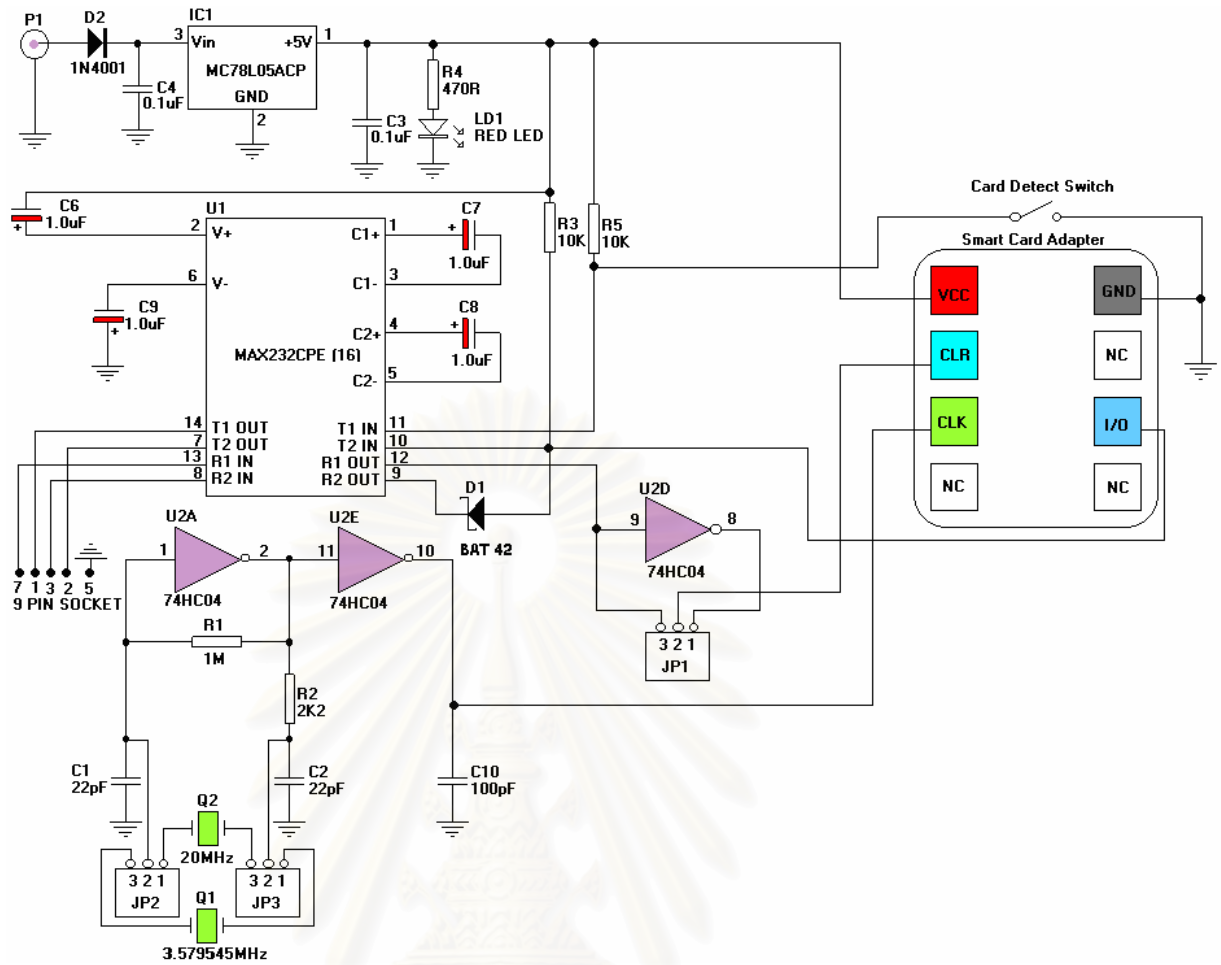 P1
D2
1N4001
IC1
3 Vin +5V 1
MC78L05ACP
GND
2
C4
0.1uF
C3
0.1uF
R4
470R
LD1
RED LED
C6
1.0uF
+
U1
2 V+
6 V-
C1+ 1
C1- 3
C2+ 4
C2- 5
MAX232CPE (16)
C7
+
1.0uF
C8
+
1.0uF
C9
1.0uF
+
R3
10K
R5
10K
14 T1 OUT
7 T2 OUT
13 R1 IN
8 R2 IN
T1 IN 11
T2 IN 10
R1 OUT 12
R2 OUT 9
D1
BAT 42
Card Detect Switch
Smart Card Adapter
VCC GND
CLR NC
CLK I/O
NC NC
7 1 3 2 5
9 PIN SOCKET
U2A
1 2
74HC04
U2E
11 10
74HC04
U2D
9 8
74HC04
3 2 1
JP1
R1
1M
R2
2K2
C1
22pF
C2
22pF
C10
100pF
Q2
20MHz
3 2 1
JP2
3 2 1
JP3
Q1
3.579545MHz